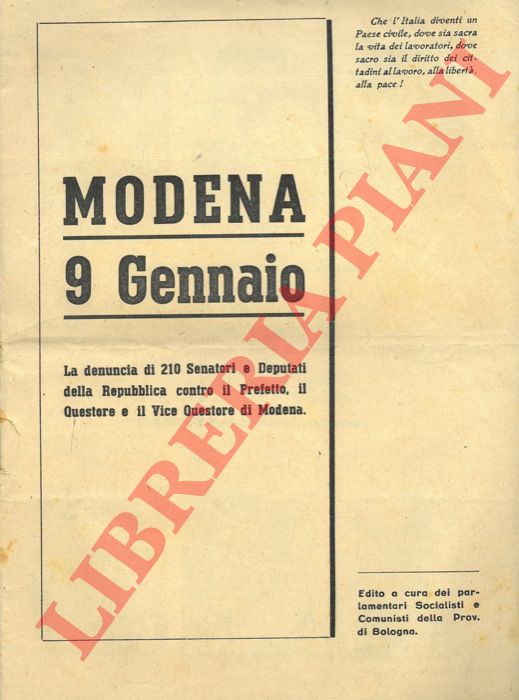 Che l'Italia diventi un
Paese civile, dove sia sacra
la vita dei lavoratori, dove
sacro sia il diritto dei cit-
tadini al lavoro, alla libertà,
alla pace !
MODENA
9 Gennaio
La denuncia di 210 Senatori e Deputati
della Repubblica contro il Prefetto, il
Questore e il Vice Questore di Modena.
Edito a cura dei par-
lamentari Socialisti e
Comunisti della Prov.
di Bologna.
LIBRERIA PIANI